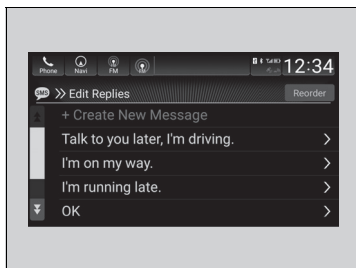 Phone Navi FM 12:34
SMS Edit Replies Reorder
+ Create New Message
Talk to you later, I'm driving.
I'm on my way.
I'm running late.
OK